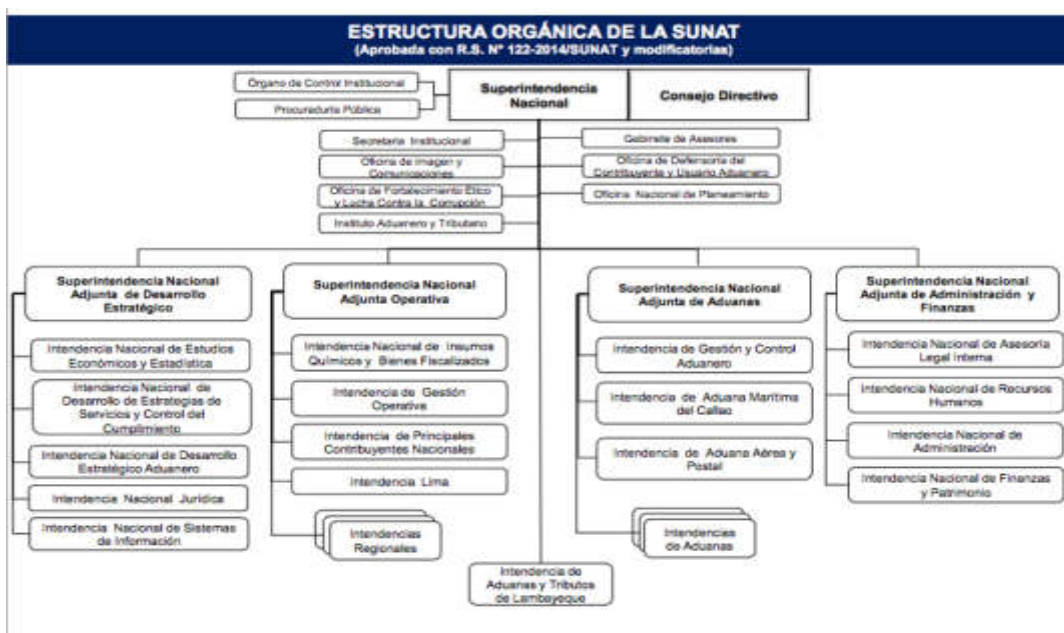 ESTRUCTURA ORGÁNICA DE LA SUNAT
(Aprobada con R.S. Nº 122-2014/SUNAT y modificatorias)
Órgano de Control Institucional
Procuraduría Pública
Superintendencia
Nacional
Consejo Directivo
Secretaría Institucional
Gabinete de Asesores
Oficina de Imagen y
Comunicaciones
Oficina de Defensoría del
Contribuyente y Usuario Aduanero
Oficina de Fortalecimiento Ético
y Lucha Contra la Corrupción
Oficina Nacional de Planeamiento
Instituto Aduanero y Tributario
Superintendencia Nacional
Adjunta de Desarrollo
Estratégico
Intendencia Nacional de Estudios
Económicos y Estadística
Intendencia Nacional de
Desarrollo de Estrategias de
Servicios y Control del
Cumplimiento
Intendencia Nacional de Desarrollo
Estratégico Aduanero
Intendencia Nacional Jurídica
Intendencia Nacional de Sistemas
de Información
Superintendencia Nacional
Adjunta Operativa
Intendencia Nacional de Insumos
Químicos y Bienes Fiscalizados
Intendencia de Gestión
Operativa
Intendencia de Principales
Contribuyentes Nacionales
Intendencia Lima
Intendencias
Regionales
Superintendencia Nacional
Adjunta de Aduanas
Intendencia de Gestión y Control
Aduanero
Intendencia de Aduana Marítima
del Callao
Intendencia de Aduana Aérea y
Postal
Intendencias
de Aduanas
Superintendencia Nacional
Adjunta de Administración y
Finanzas
Intendencia Nacional de Asesoría
Legal Interna
Intendencia Nacional de Recursos
Humanos
Intendencia Nacional de
Administración
Intendencia Nacional de Finanzas
y Patrimonio
Intendencia de
Aduanas y Tributos
de Lambayeque